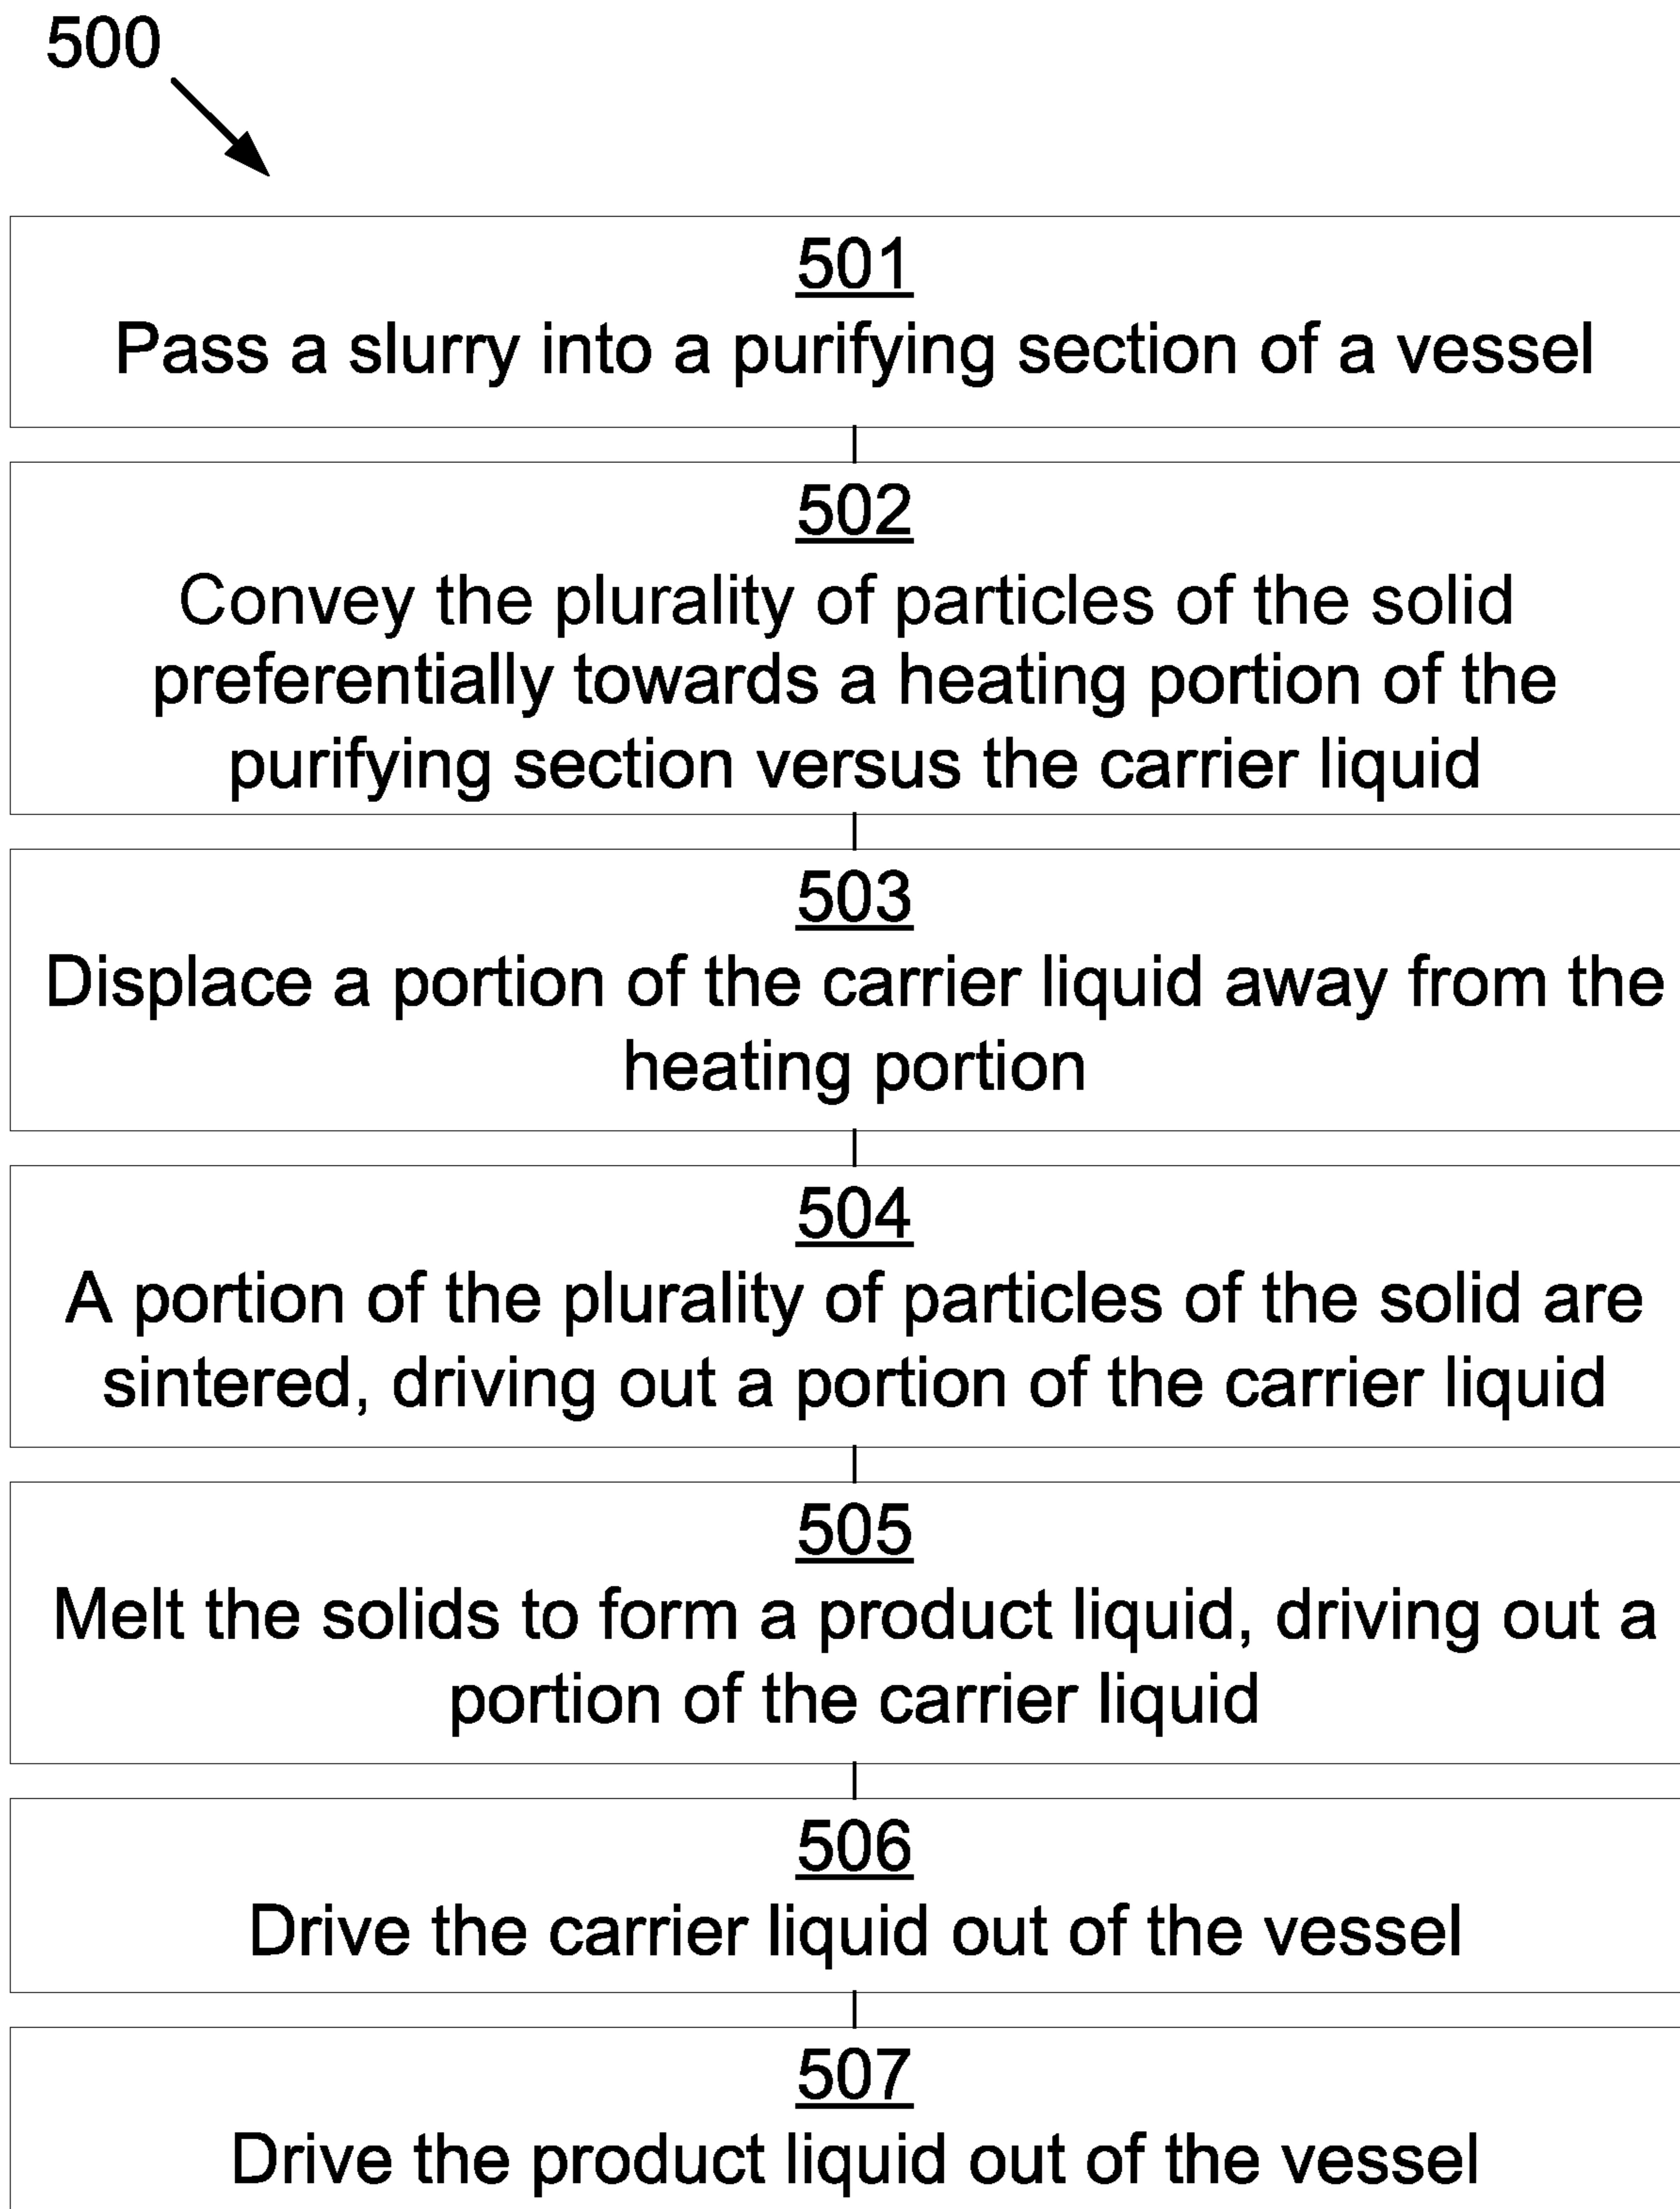 500
501
Pass a slurry into a purifying section of a vessel
502
Convey the plurality of particles of the solid
preferentially towards a heating portion of the
purifying section versus the carrier liquid
503
Displace a portion of the carrier liquid away from the
heating portion
504
A portion of the plurality of particles of the solid are
sintered, driving out a portion of the carrier liquid
505
Melt the solids to form a product liquid, driving out a
portion of the carrier liquid
506
Drive the carrier liquid out of the vessel
507
Drive the product liquid out of the vessel